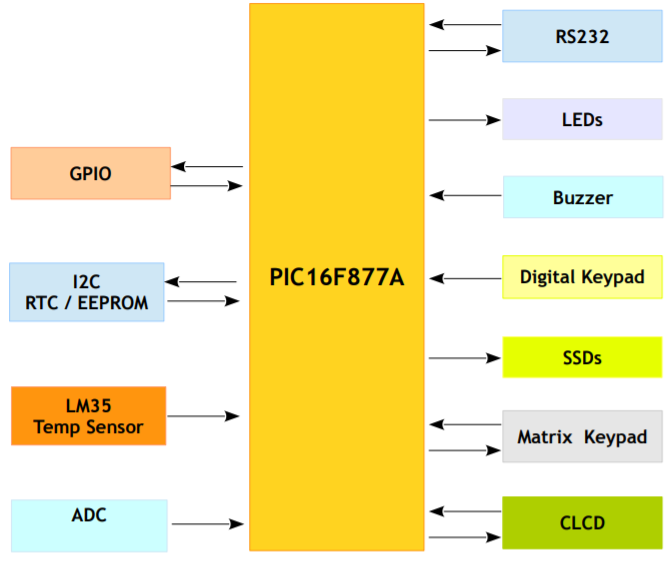 RS232
LEDs
GPIO
Buzzer
PIC16F877A
I2C
RTC / EEPROM
Digital Keypad
SSDs
LM35
Temp Sensor
Matrix Keypad
ADC
CLCD